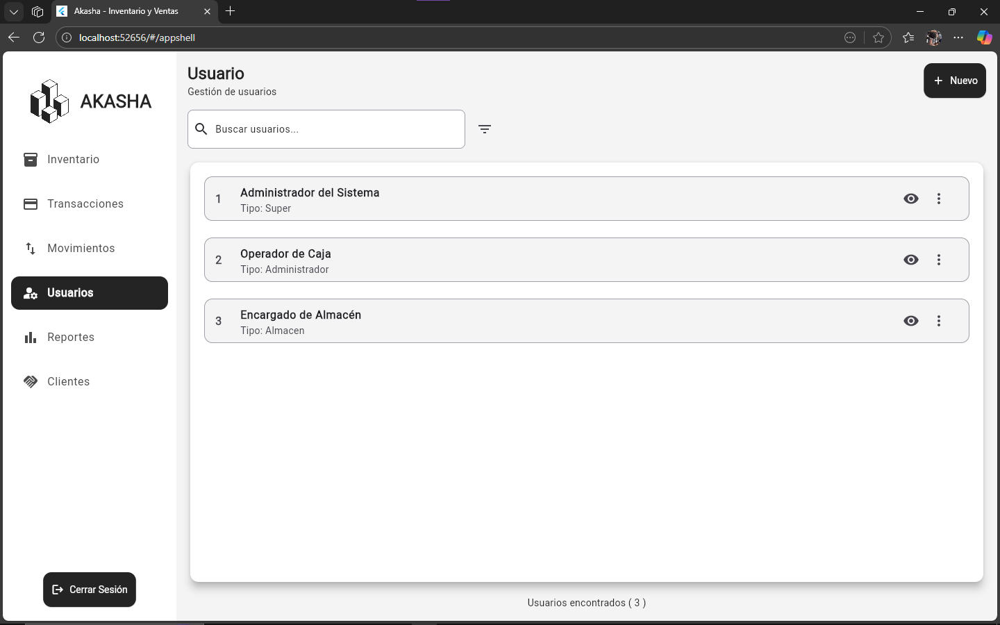 Akasha - Inventario y Ventas
localhost:52656/#/appshell
AKASHA
Inventario
Transacciones
Movimientos
Usuarios
Reportes
Clientes
Cerrar Sesión
Usuario
Gestión de usuarios
+ Nuevo
Buscar usuarios...
1
Administrador del Sistema
Tipo: Super
2
Operador de Caja
Tipo: Administrador
3
Encargado de Almacén
Tipo: Almacen
Usuarios encontrados ( 3 )